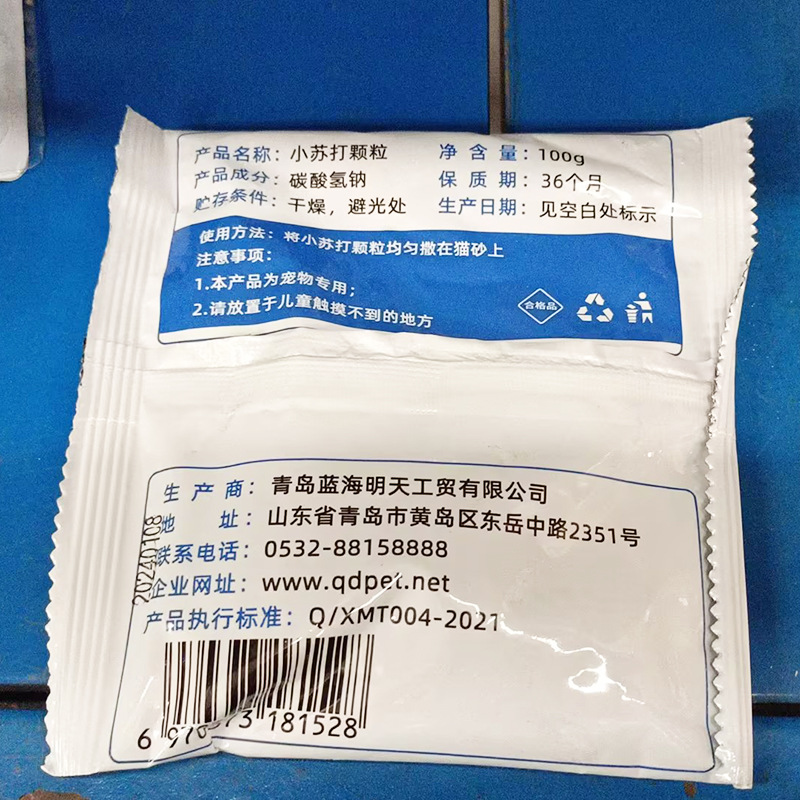 产品名称：小苏打颗粒 净含量：100g
产品成分：碳酸氢钠 保质期：36个月
贮存条件：干燥，避光处 生产日期：见空白处标示
使用方法：将小苏打颗粒均匀撒在猫砂上
注意事项：
1.本产品为宠物专用；
2.请放置于儿童触摸不到的地方
合格品
生产商：青岛蓝海明天工贸有限公司
地址：山东省青岛市黄岛区东岳中路2351号
联系电话：0532-88158888
企业网址：www.qdpet.net
产品执行标准：Q/XMT004-2021
20240108
6 970373 181528